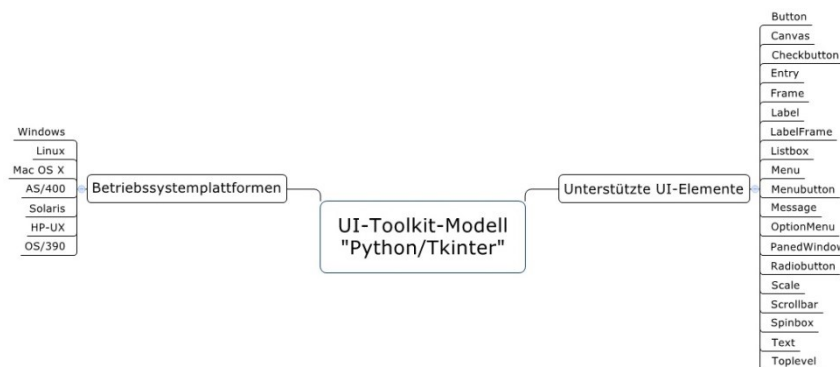 Windows
Linux
Mac OS X
AS/400
Solaris
HP-UX
OS/390
Betriebssystemplattformen
UI-Toolkit-Modell
"Python/Tkinter"
Unterstützte UI-Elemente
Button
Canvas
Checkbutton
Entry
Frame
Label
LabelFrame
Listbox
Menu
Menubutton
Message
OptionMenu
PanedWindow
Radiobutton
Scale
Scrollbar
Spinbox
Text
Toplevel